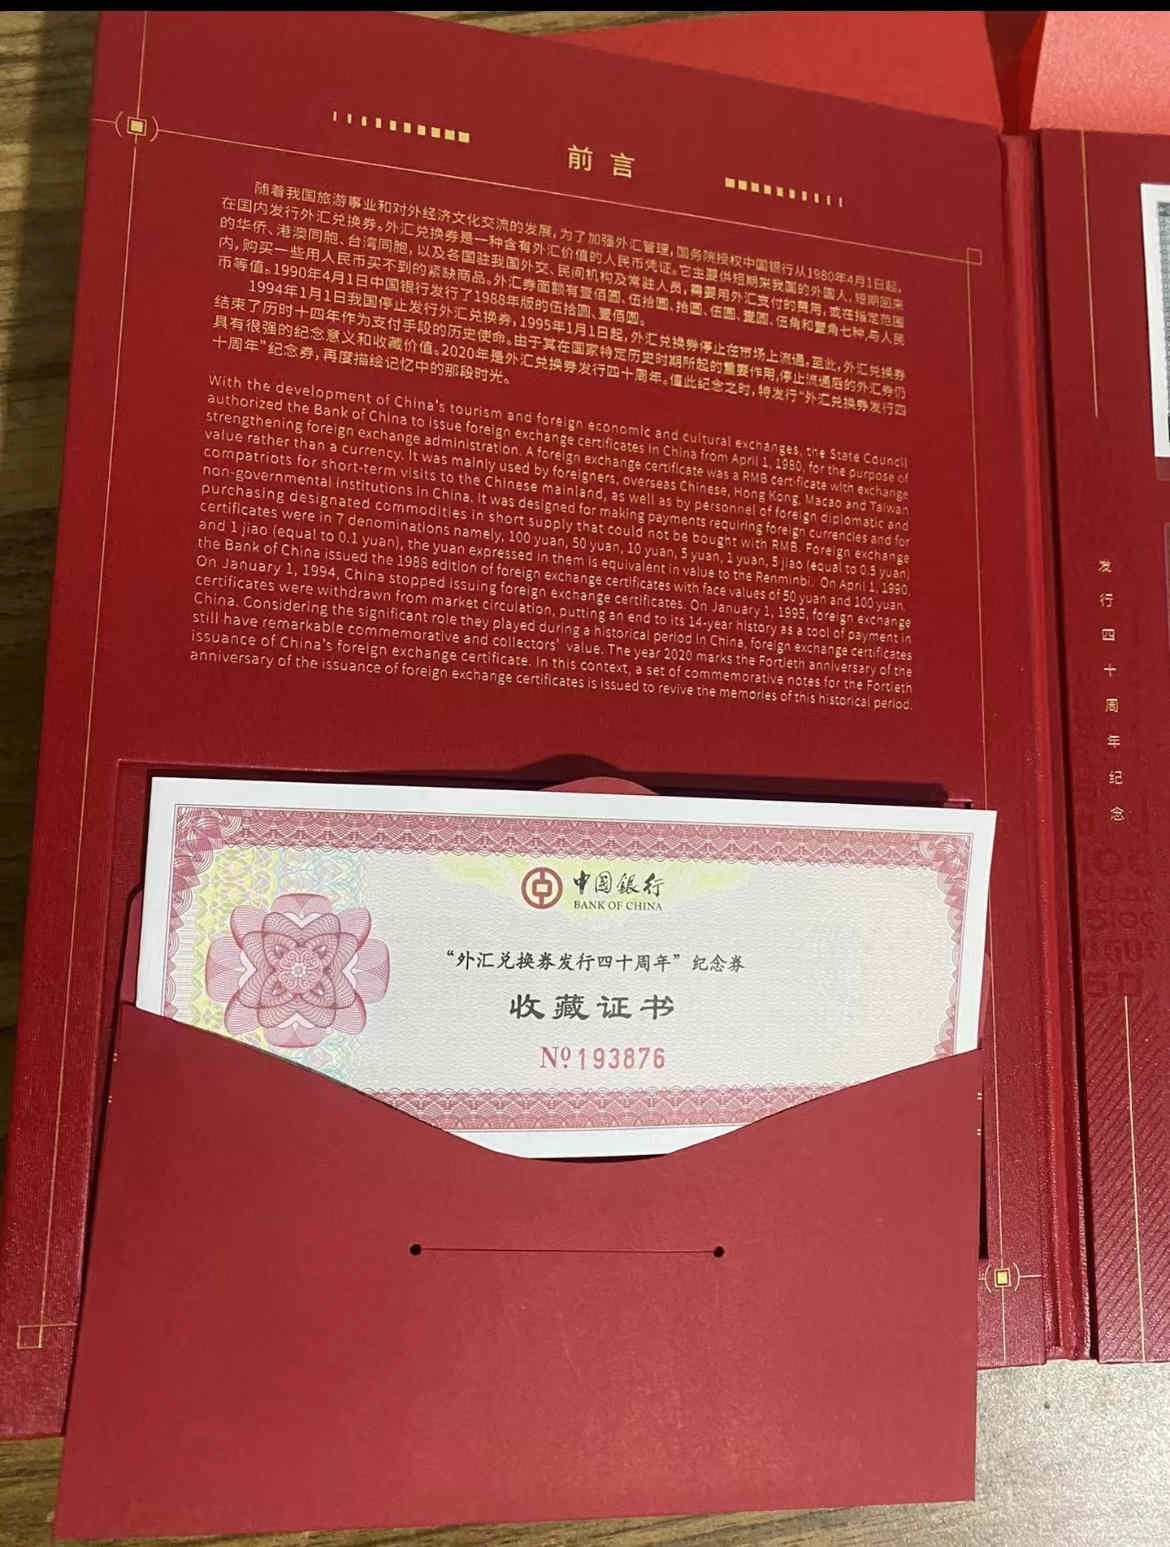 前言
随着我国旅游事业和对外经济文化交流的发展,为了加强外汇管理,国务院授权中国银行从1980年4月1日起,
在国内发行外汇兑换券。外汇兑换券是一种含有外汇价值的人民币凭证。它主要供短期来我国的外国人,短期回来
的华侨、港澳同胞、台湾同胞,以及各国驻我国外交、民间机构及常驻人员,需要用外汇支付的费用,或在指定范围
内,购买一些用人民币买不到的紧缺商品。外汇券面额有壹佰圆、伍拾圆、拾圆、伍圆、壹圆、伍角和壹角七种,与人民
币等值。1990年4月1日中国银行发行了1988年版的伍拾圆、壹佰圆。
1994年1月1日我国停止发行外汇兑换券,1995年1月1日起,外汇兑换券停止在市场上流通。至此,外汇兑换券
结束了历时十四年作为支付手段的历史使命。由于其在国家特定历史时期所起的重要作用,停止流通后的外汇券仍
具有很强的纪念意义和收藏价值。2020年是外汇兑换券发行四十周年。值此纪念之时,特发行“外汇兑换券发行四
十周年”纪念券,再度描绘记忆中的那段时光。
With the development of China's tourism and foreign economic and cultural exchanges, the State Council
authorized the Bank of China to issue foreign exchange certificates in China from April 1, 1980, for the purpose of
strengthening foreign exchange administration. A foreign exchange certificate was a RMB certificate with exchange
value rather than a currency. It was mainly used by foreigners, overseas Chinese, Hong Kong, Macao and Taiwan
compatriots for short-term visits to the Chinese mainland, as well as by personnel of foreign diplomatic and
non-governmental institutions in China. It was designed for making payments requiring foreign currencies and for
purchasing designated commodities in short supply that could not be bought with RMB. Foreign exchange
certificates were in 7 denominations namely, 100 yuan, 50 yuan, 10 yuan, 5 yuan, 1 yuan, 5 jiao (equal to 0.5 yuan)
and 1 jiao (equal to 0.1 yuan), the yuan expressed in them is equivalent in value to the Renminbi. On April 1, 1990,
the Bank of China issued the 1988 edition of foreign exchange certificates with face values of 50 yuan and 100 yuan.
On January 1, 1994, China stopped issuing foreign exchange certificates. On January 1, 1995, foreign exchange
certificates were withdrawn from market circulation, putting an end to its 14-year history as a tool of payment in
China. Considering the significant role they played during a historical period in China, foreign exchange certificates
still have remarkable commemorative and collectors' value. The year 2020 marks the Fortieth anniversary of the
issuance of China's foreign exchange certificate. In this context, a set of commemorative notes for the Fortieth
anniversary of the issuance of foreign exchange certificates is issued to revive the memories of this historical period.
中国银行
BANK OF CHINA
“外汇兑换券发行四十周年”纪念券
收藏证书
№193876
发行四十周年纪念